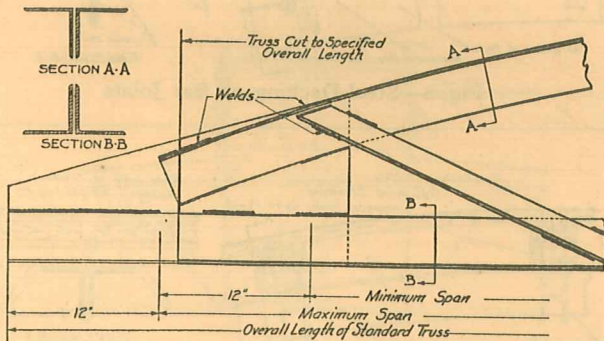 SECTION A-A
SECTION B-B
Truss Cut to Specified
Overall Length
Welds
A
A
B
B
12"
12"
Minimum Span
Maximum Span
Overall Length of Standard Truss